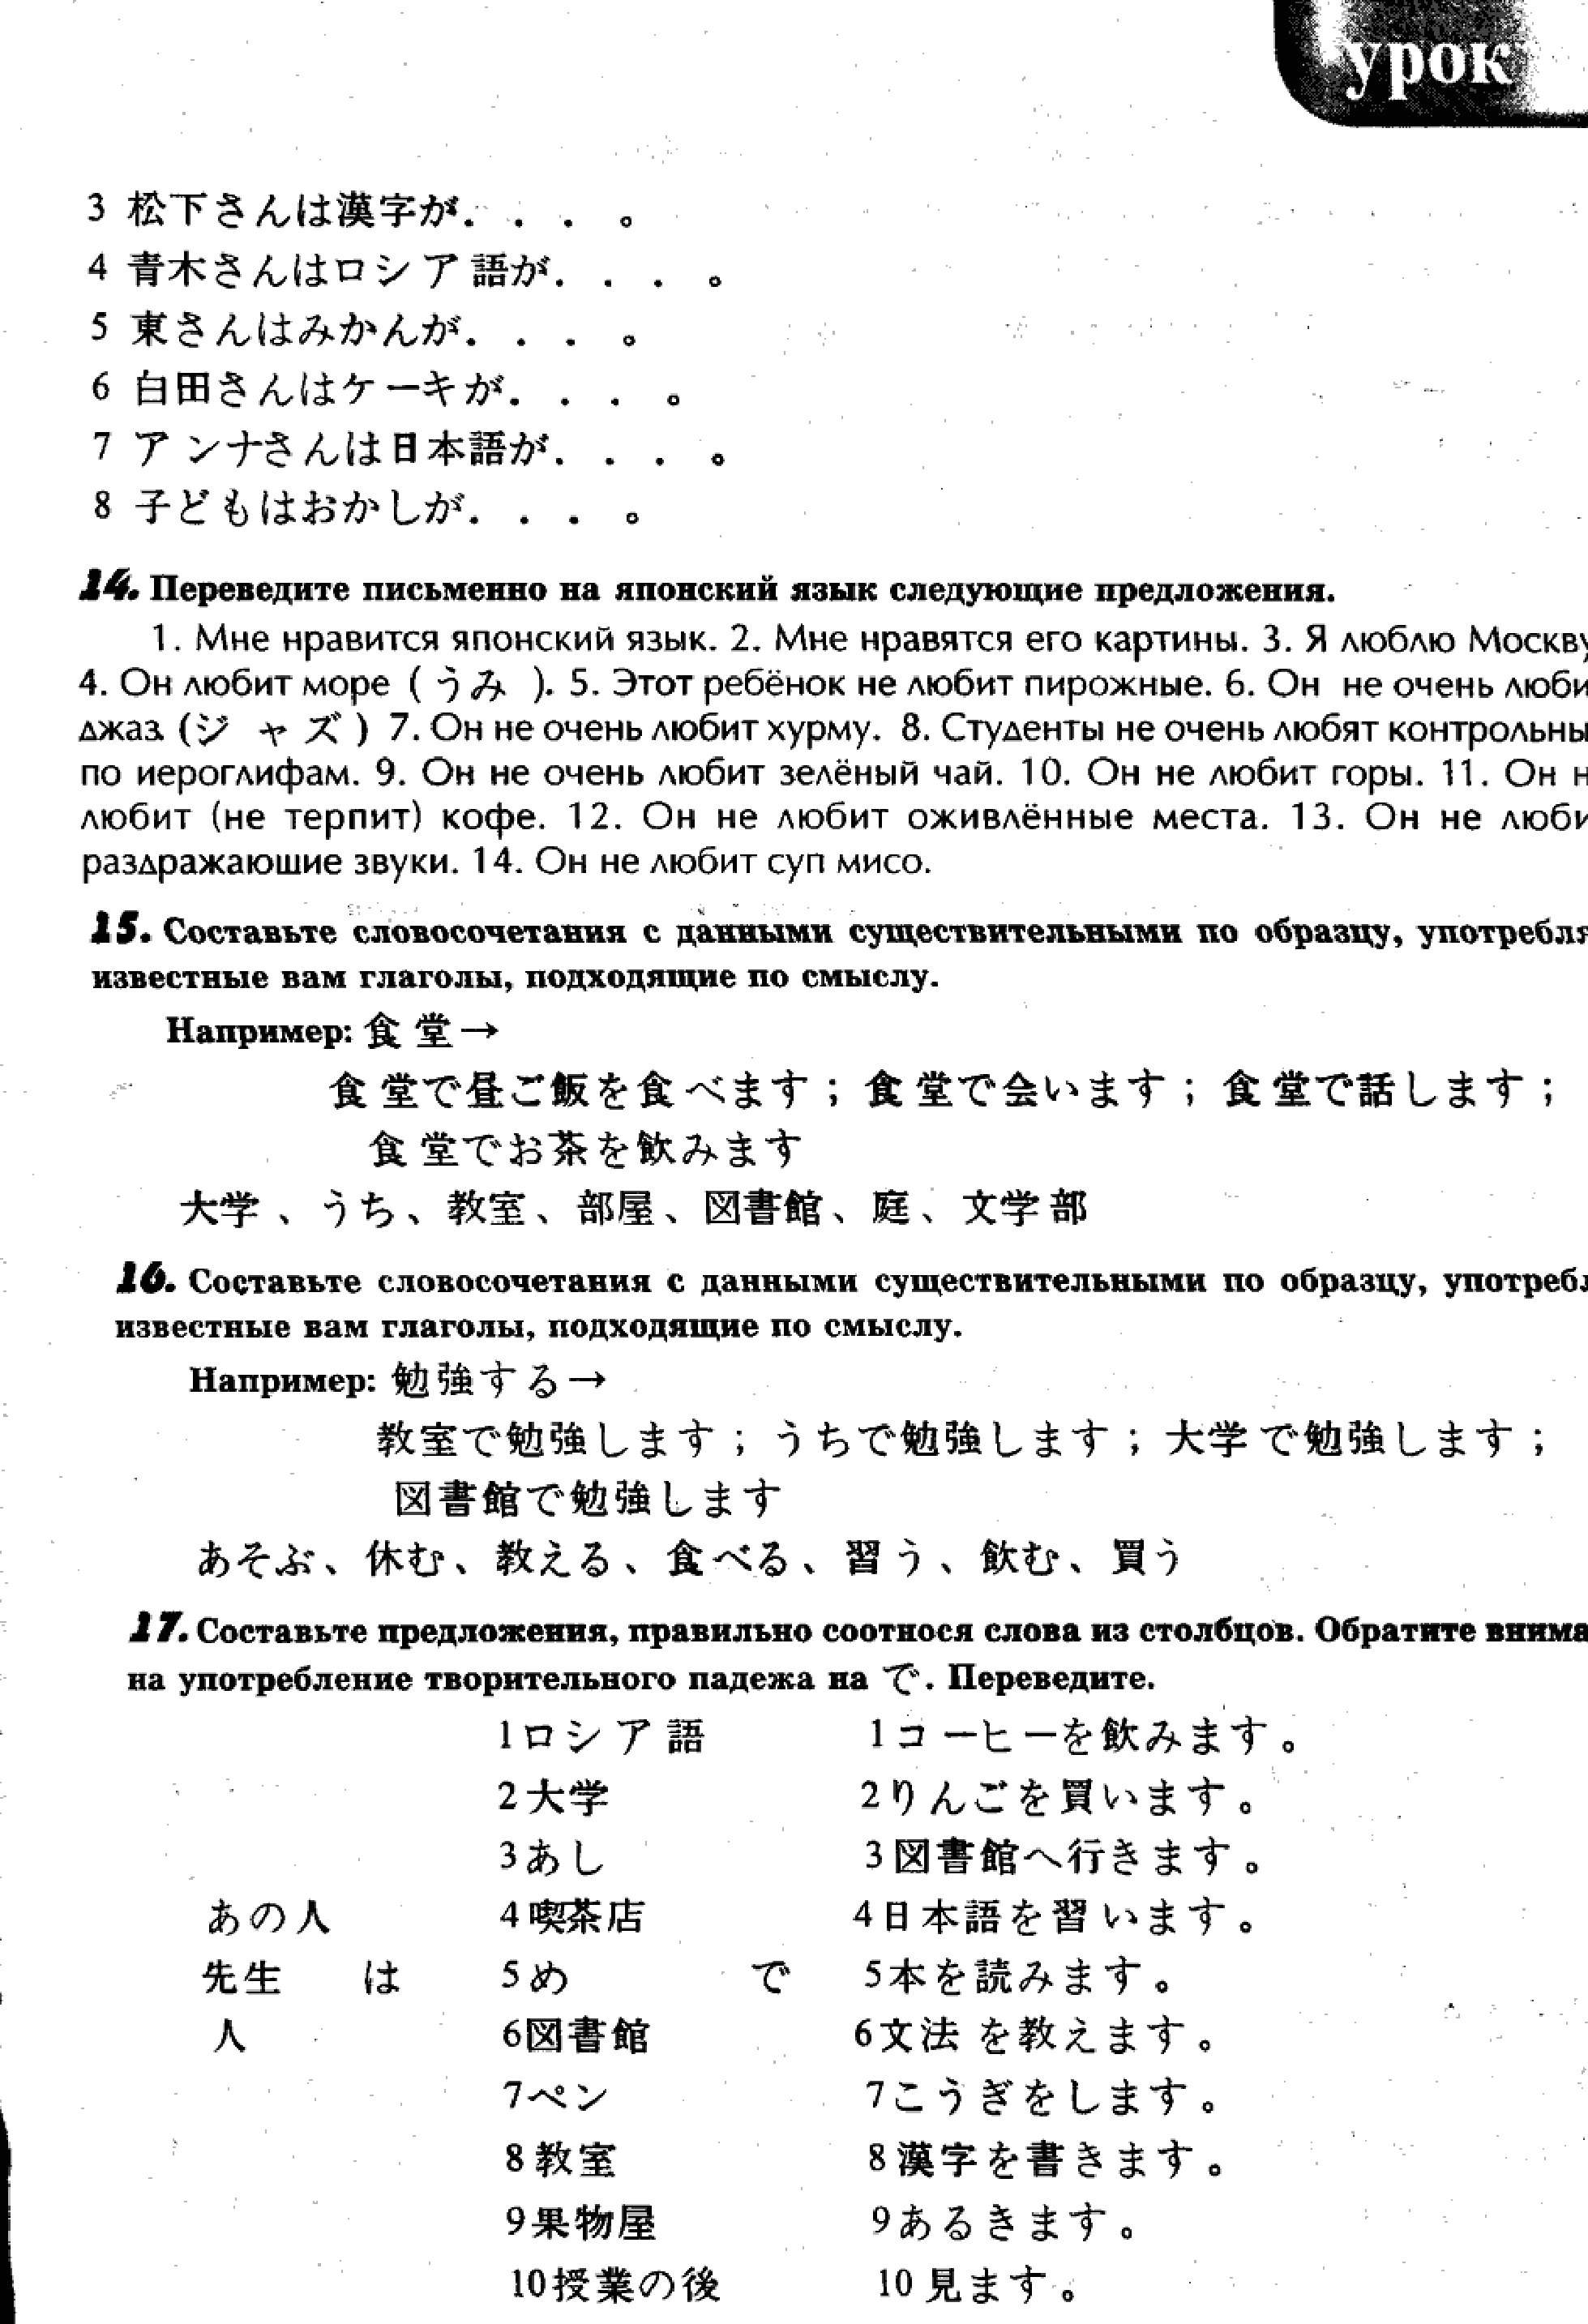 урок
3 松下さんは漢字が. . . 。
4 青木さんはロシア語が. . . 。
5 東さんはみかんが. . . 。
6 白田さんはケーキが. . . 。
7 アンナさんは日本語が. . . 。
8 子どもはおかしが. . . 。
14. Переведите письменно на японский язык следующие предложения.
1. Мне нравится японский язык. 2. Мне нравятся его картины. 3. Я люблю Москву
4. Он любит море (うみ). 5. Этот ребёнок не любит пирожные. 6. Он не очень люби
джаз (ジャズ) 7. Он не очень любит хурму. 8. Студенты не очень любят контрольны
по иероглифам. 9. Он не очень любит зелёный чай. 10. Он не любит горы. 11. Он н
любит (не терпит) кофе. 12. Он не любит оживлённые места. 13. Он не люби
раздражающие звуки. 14. Он не любит суп мисо.
15. Составьте словосочетания с данными существительными по образцу, употребля
известные вам глаголы, подходящие по смыслу.
Например: 食堂→
食堂で昼ご飯を食べます；食堂で会います；食堂で話します；
食堂でお茶を飲みます
大学、うち、教室、部屋、図書館、庭、文学部
16. Составьте словосочетания с данными существительными по образцу, употребл
известные вам глаголы, подходящие по смыслу.
Например: 勉強する→
教室で勉強します；うちで勉強します；大学で勉強します；
図書館で勉強します
あそぶ、休む、教える、食べる、習う、飲む、買う
17. Составьте предложения, правильно соотнося слова из столбцов. Обратите внима
на употребление творительного падежа на で. Переведите.
1ロシア語 1コーヒーを飲みます。
2大学 2りんごを買います。
3あし 3図書館へ行きます。
あの人 4喫茶店 4日本語を習います。
先生 は 5め で 5本を読みます。
人 6図書館 6文法を教えます。
7ペン 7こうぎをします。
8教室 8漢字を書きます。
9果物屋 9あるきます。
10授業の後 10見ます。